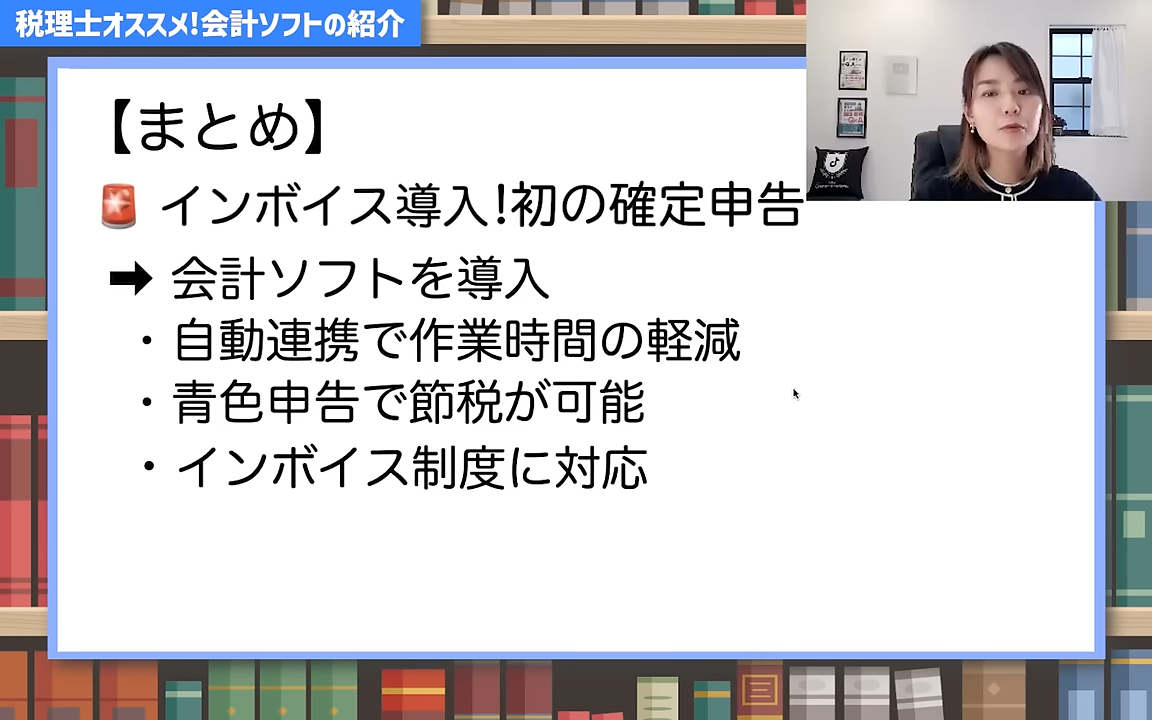 税理士オススメ!会計ソフトの紹介
【まとめ】
🚨 インボイス導入!初の確定申告
➡ 会計ソフトを導入
・自動連携で作業時間の軽減
・青色申告で節税が可能
・インボイス制度に対応
Q&A